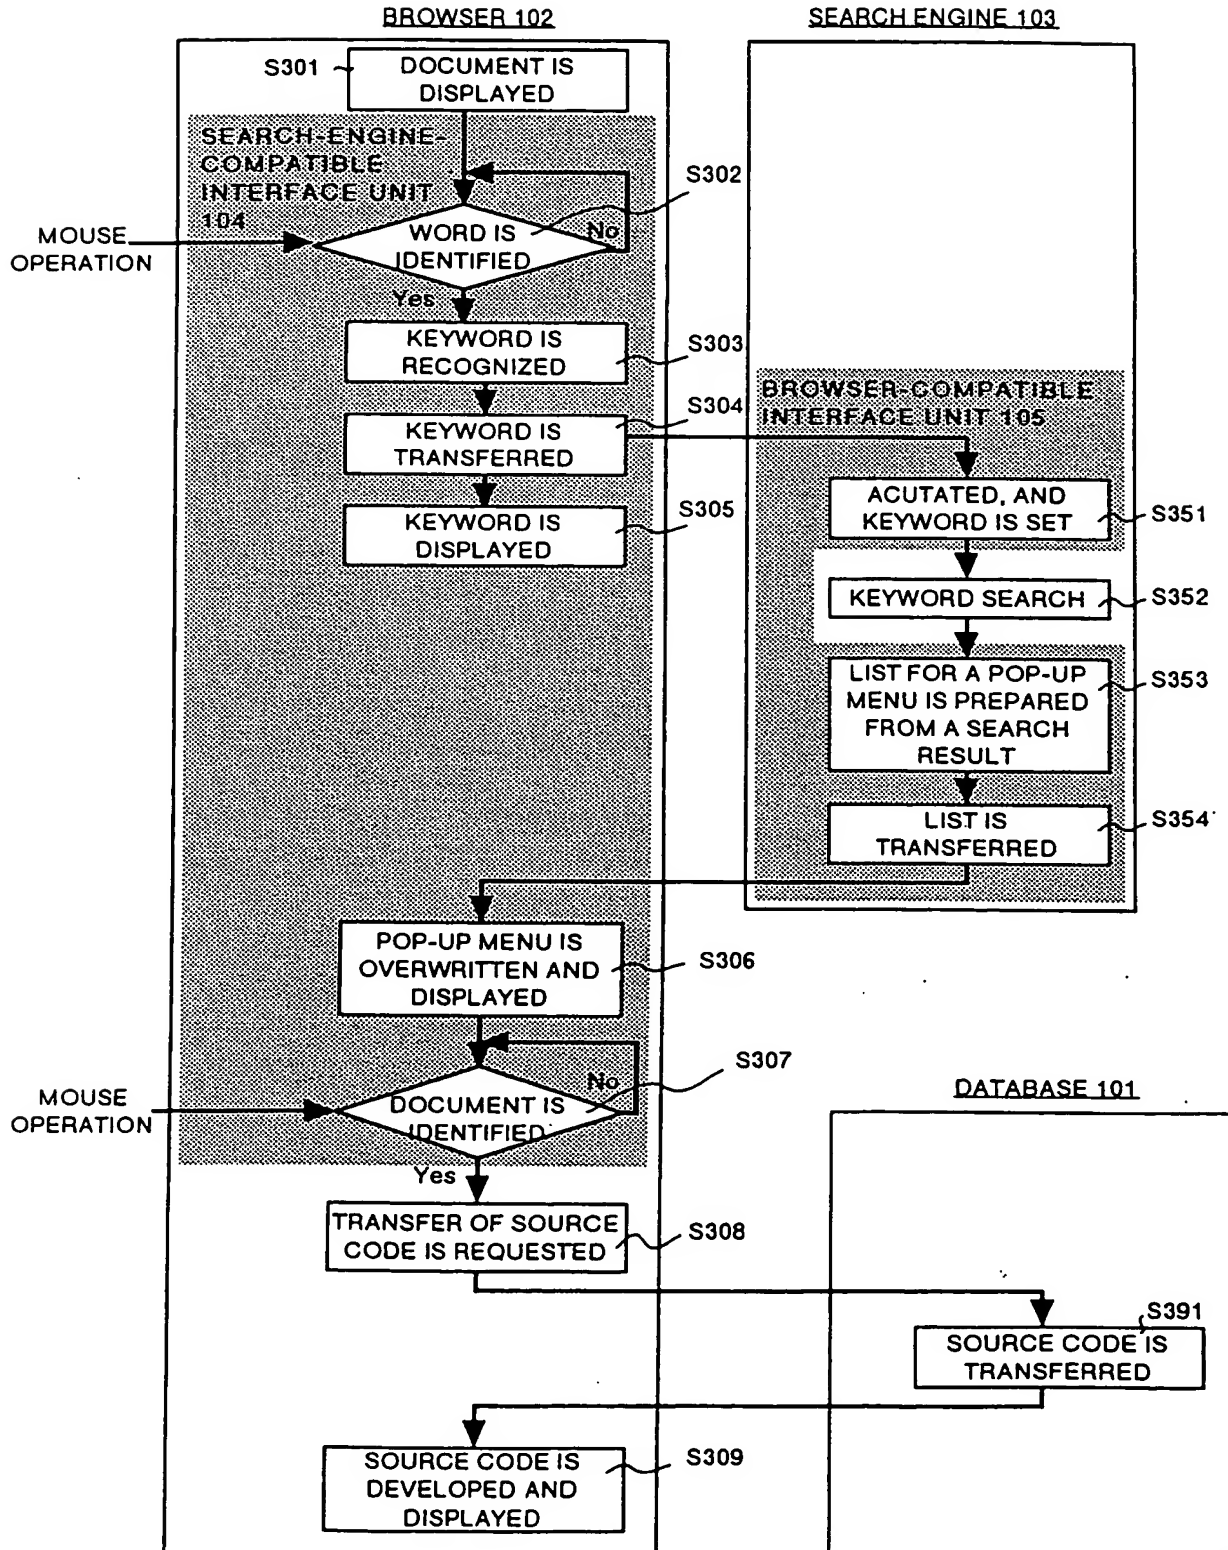 BROWSER 102
SEARCH ENGINE 103
S301
DOCUMENT IS
DISPLAYED
SEARCH-ENGINE-
COMPATIBLE
INTERFACE UNIT
104
S302
MOUSE
OPERATION
WORD IS
IDENTIFIED
No
Yes
KEYWORD IS
RECOGNIZED
S303
KEYWORD IS
TRANSFERRED
S304
KEYWORD IS
DISPLAYED
S305
BROWSER-COMPATIBLE
INTERFACE UNIT 105
ACUTATED, AND
KEYWORD IS SET
S351
KEYWORD SEARCH
S352
LIST FOR A POP-UP
MENU IS PREPARED
FROM A SEARCH
RESULT
S353
LIST IS
TRANSFERRED
S354
POP-UP MENU IS
OVERWRITTEN AND
DISPLAYED
S306
S307
MOUSE
OPERATION
DOCUMENT IS
IDENTIFIED
No
Yes
DATABASE 101
TRANSFER OF SOURCE
CODE IS REQUESTED
S308
S391
SOURCE CODE IS
TRANSFERRED
SOURCE CODE IS
DEVELOPED AND
DISPLAYED
S309